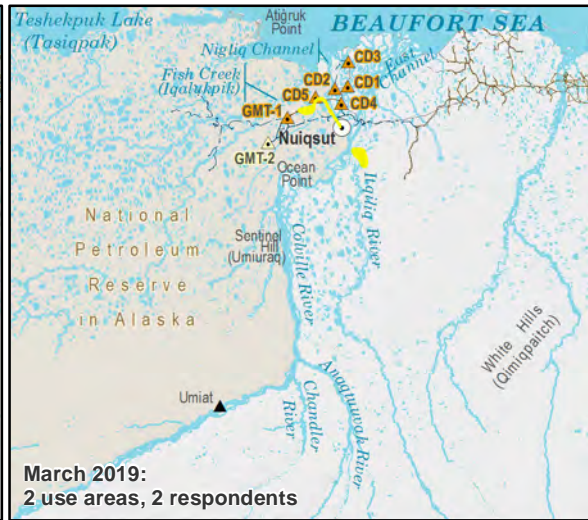 Teshekpuk Lake
(Tasiqpak)
Atigruk
Point
BEAUFORT SEA
Nigliq Channel
CD3
East
Channel
Fish Creek
(Iqalukpik)
CD2
CD1
CD5
CD4
GMT-1
Nuiqsut
GMT-2
Ocean
Point
Itqiliq River
National
Petroleum
Reserve
in Alaska
Sentinel
Hill
(Umiuraq)
Colville River
White Hills
(Qimiqpaitch)
Umiat
Chandler
River
Anaqtuuvak River
March 2019:
2 use areas, 2 respondents